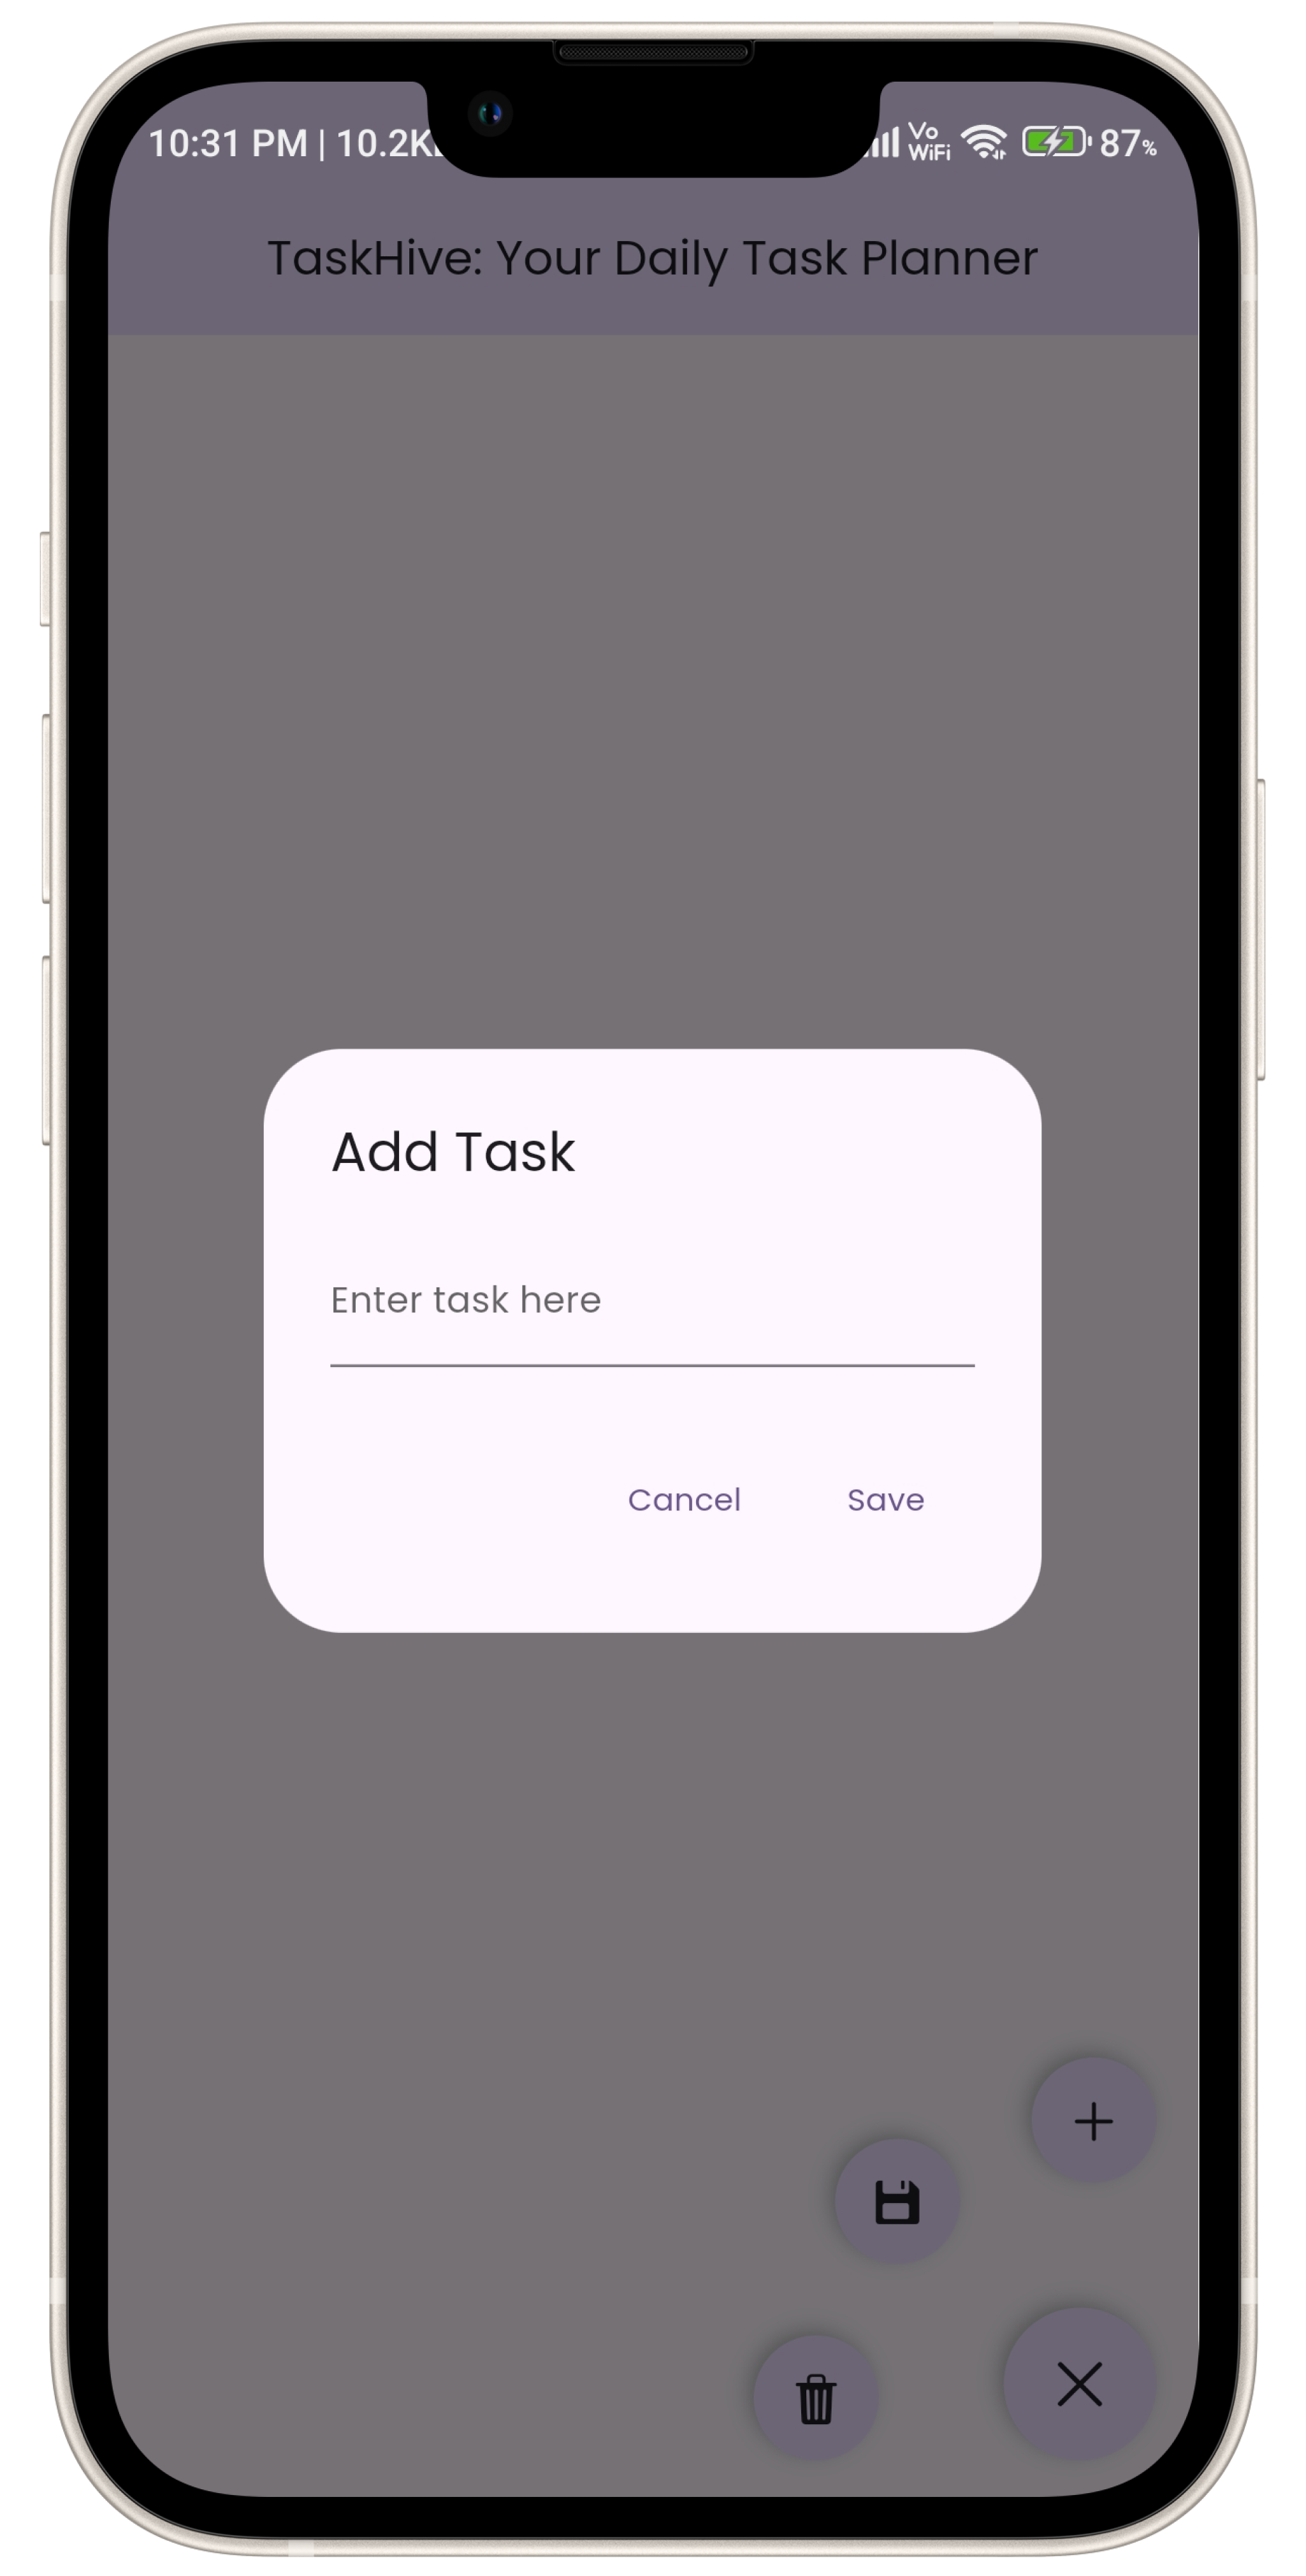 10:31 PM | 10.2K
Vo
WiFi
87%
TaskHive: Your Daily Task Planner
Add Task
Enter task here
Cancel Save